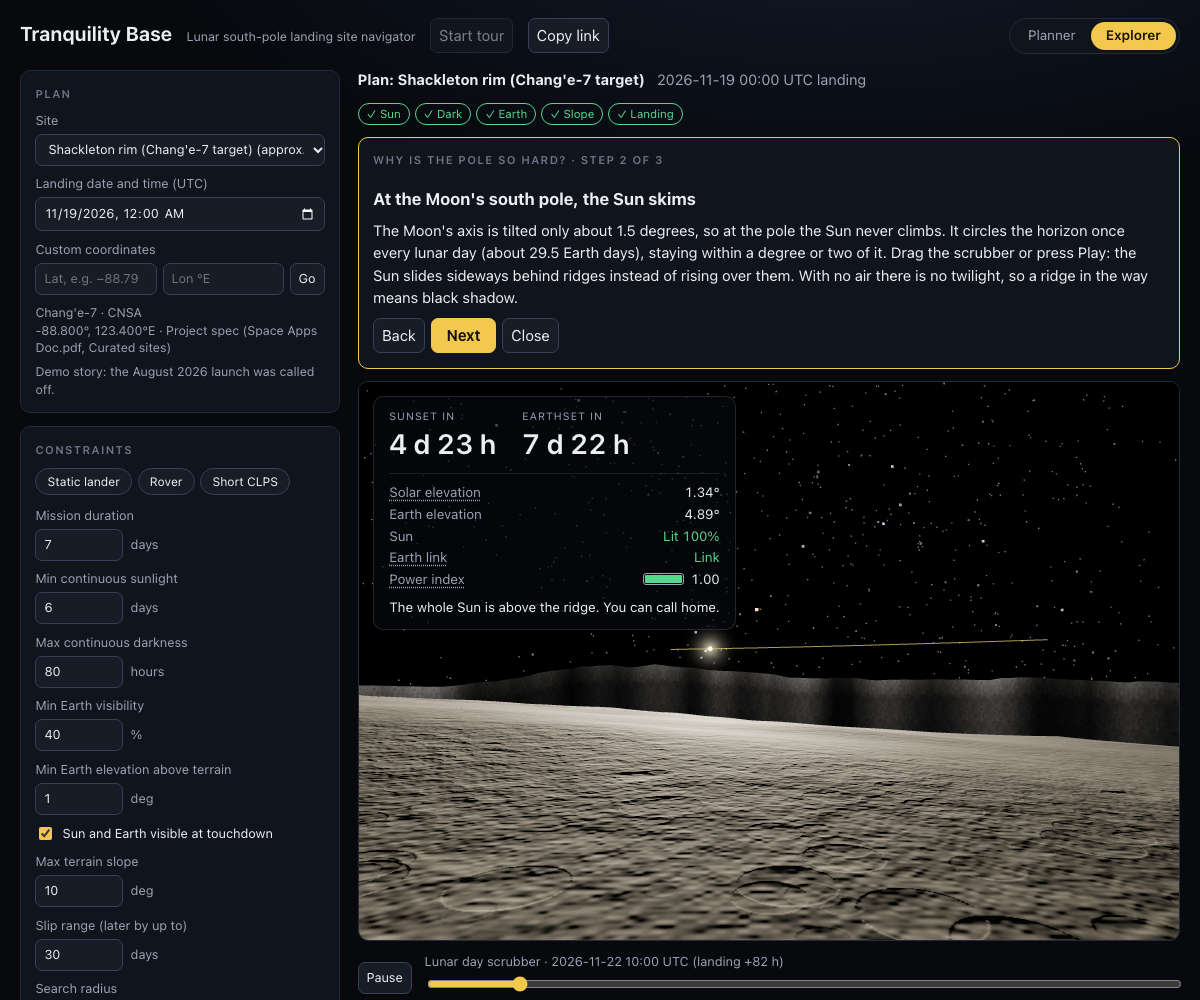 Tranquility Base
Lunar south-pole landing site navigator
Start tour
Copy link
Planner
Explorer
PLAN
Site
Shackleton rim (Chang'e-7 target) (approx.
Landing date and time (UTC)
11/19/2026, 12:00 AM
Custom coordinates
Lat, e.g. −88.79
Lon °E
Go
Chang'e-7 · CNSA
-88.800°, 123.400°E · Project spec (Space Apps
Doc.pdf, Curated sites)
Demo story: the August 2026 launch was called
off.
CONSTRAINTS
Static lander
Rover
Short CLPS
Mission duration
7 days
Min continuous sunlight
6 days
Max continuous darkness
80 hours
Min Earth visibility
40 %
Min Earth elevation above terrain
1 deg
Sun and Earth visible at touchdown
Max terrain slope
10 deg
Slip range (later by up to)
30 days
Search radius
Plan: Shackleton rim (Chang'e-7 target) 2026-11-19 00:00 UTC landing
✓ Sun
✓ Dark
✓ Earth
✓ Slope
✓ Landing
WHY IS THE POLE SO HARD? · STEP 2 OF 3
At the Moon's south pole, the Sun skims
The Moon's axis is tilted only about 1.5 degrees, so at the pole the Sun never climbs. It circles the horizon once
every lunar day (about 29.5 Earth days), staying within a degree or two of it. Drag the scrubber or press Play: the
Sun slides sideways behind ridges instead of rising over them. With no air there is no twilight, so a ridge in the way
means black shadow.
Back
Next
Close
SUNSET IN
4 d 23 h
EARTHSET IN
7 d 22 h
Solar elevation 1.34°
Earth elevation 4.89°
Sun Lit 100%
Earth link Link
Power index 1.00
The whole Sun is above the ridge. You can call home.
Pause
Lunar day scrubber · 2026-11-22 10:00 UTC (landing +82 h)